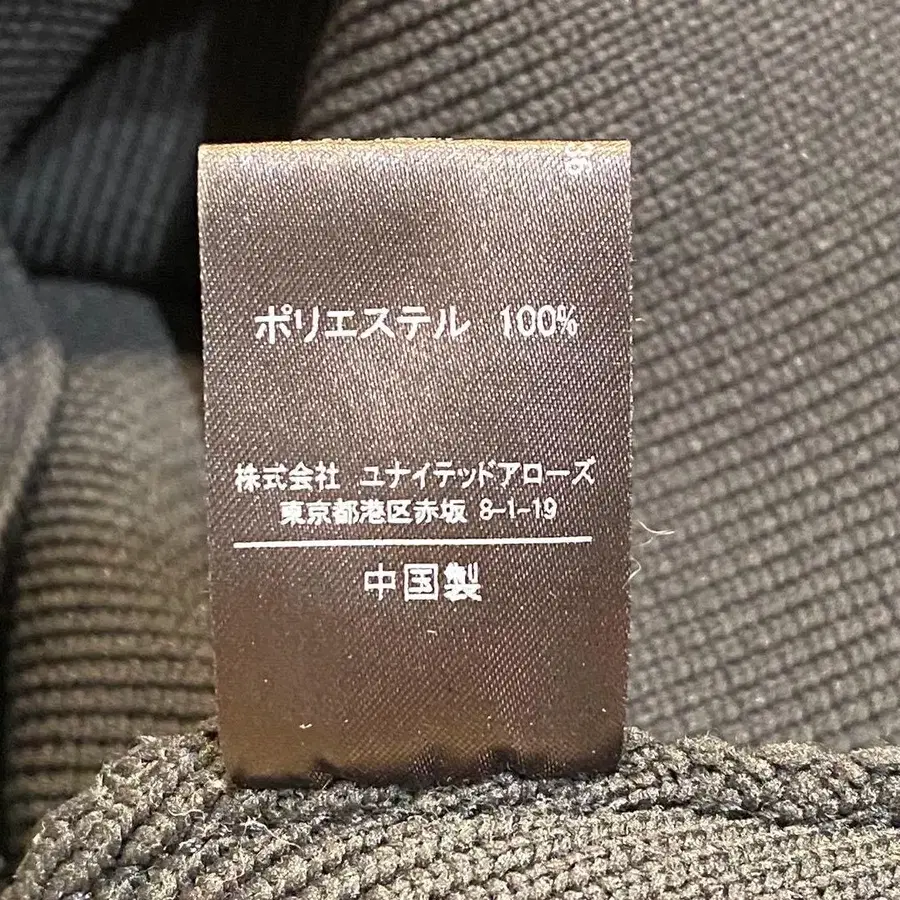 ポリエステル 100%
株式会社 ユナイテッドアローズ
東京都港区赤坂 8-1-19
中国製